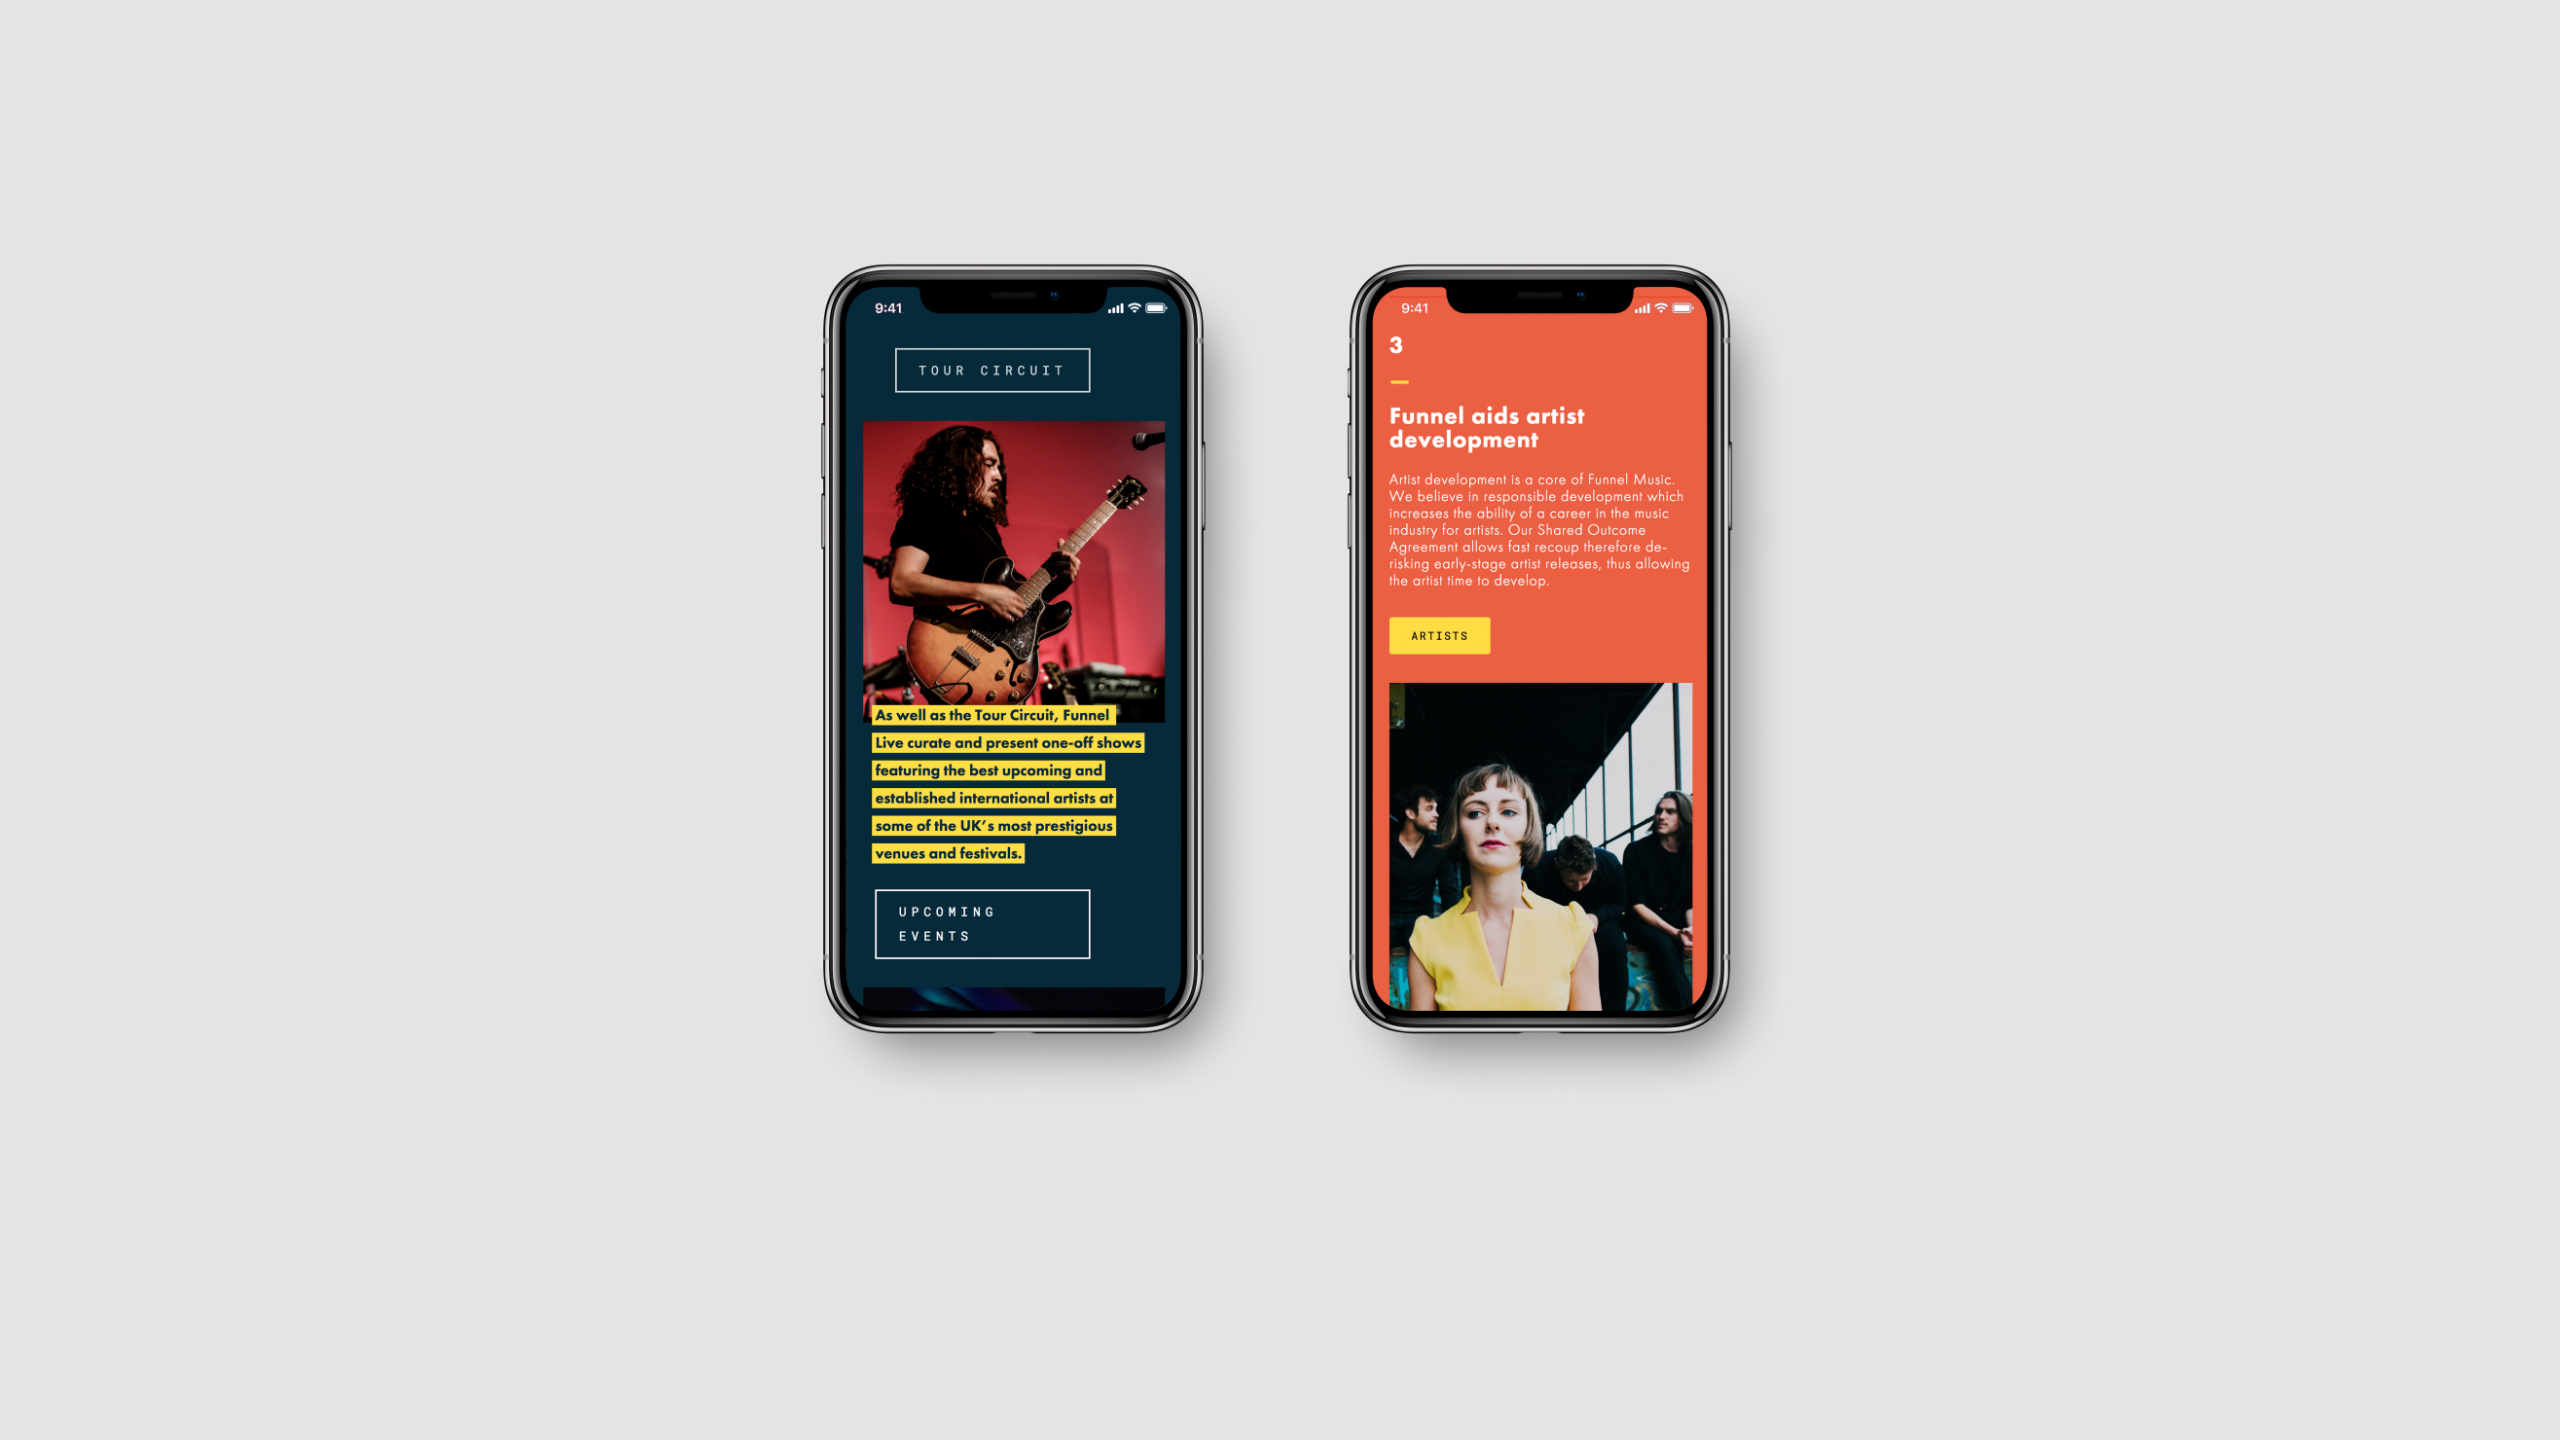 9:41
TOUR CIRCUIT
As well as the Tour Circuit, Funnel
Live curate and present one-off shows
featuring the best upcoming and
established international artists at
some of the UK's most prestigious
venues and festivals.
UPCOMING
EVENTS
9:41
3
Funnel aids artist
development
Artist development is a core of Funnel Music.
We believe in responsible development which
increases the ability of a career in the music
industry for artists. Our Shared Outcome
Agreement allows fast recoup therefore de-
risking early-stage artist releases, thus allowing
the artist time to develop.
ARTISTS